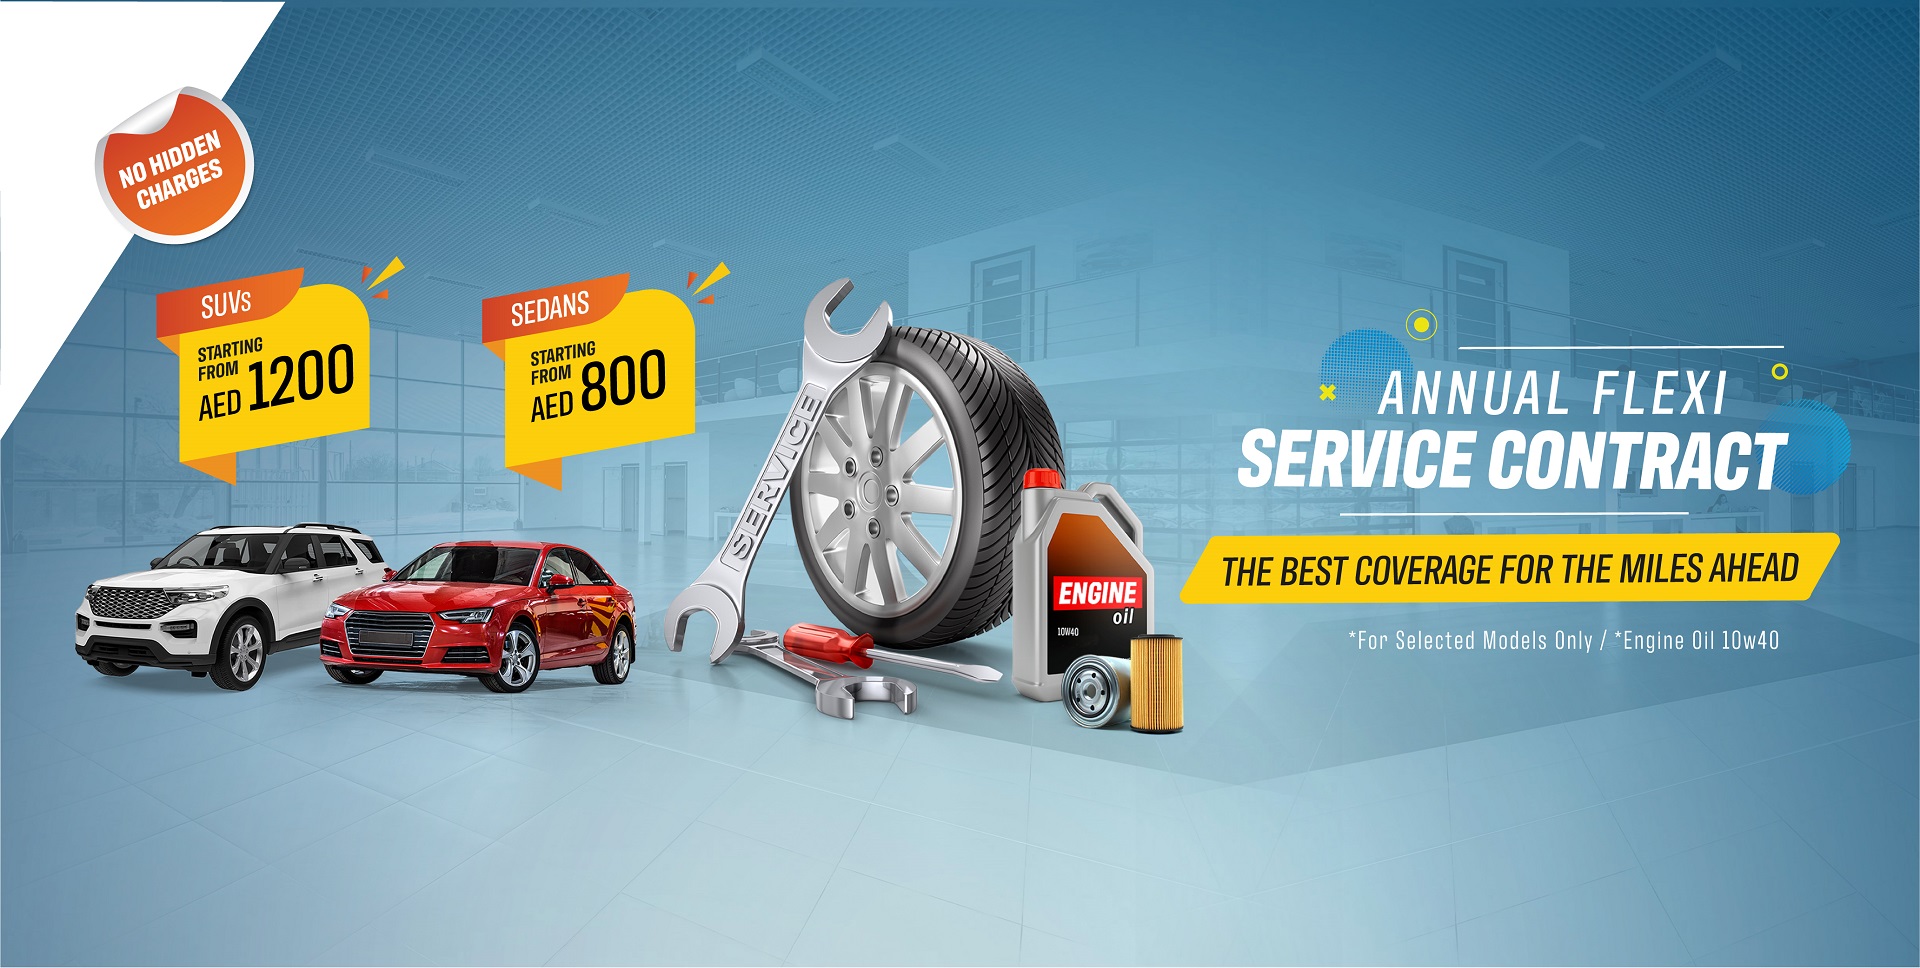 NO HIDDEN
CHARGES
SUVs
STARTING
FROM
AED 1200
SEDANS
STARTING
FROM
AED 800
SERVICE
ENGINE
oil
10W40
ANNUAL FLEXI
SERVICE CONTRACT
THE BEST COVERAGE FOR THE MILES AHEAD
*For Selected Models Only / *Engine Oil 10w40